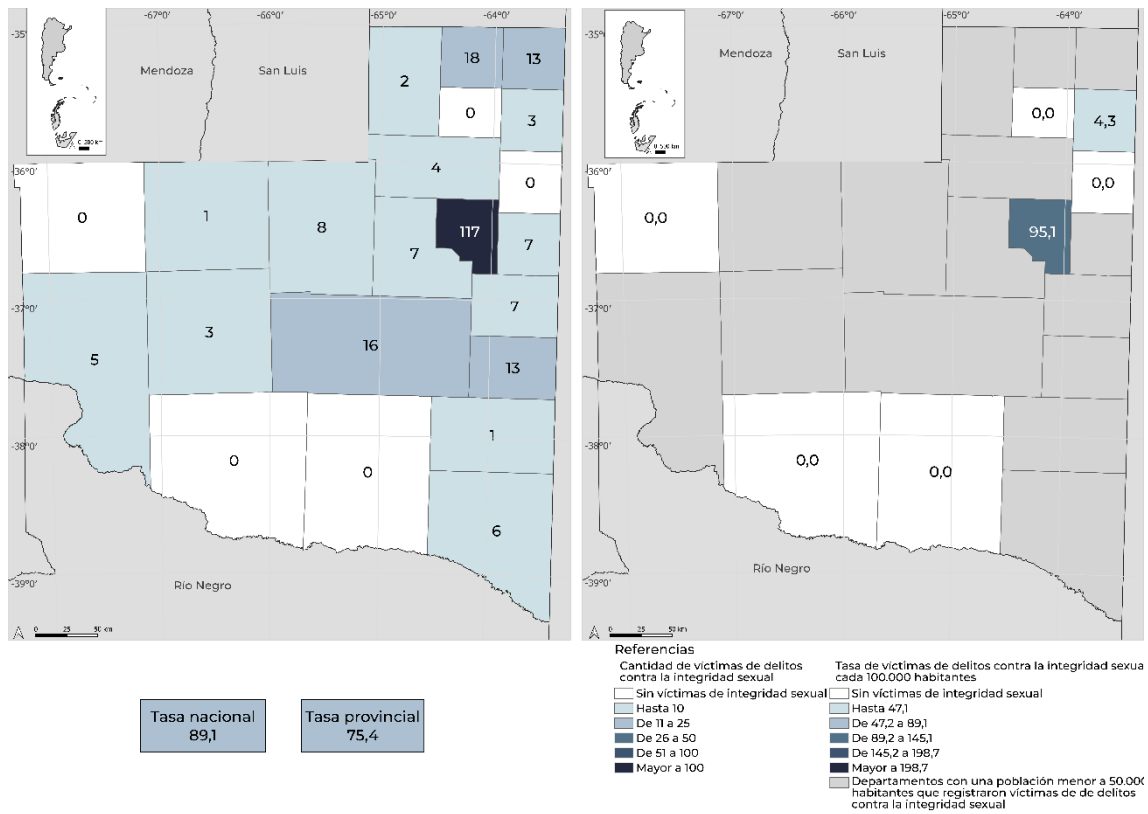 -67°0'
-66°0'
-65°0'
-64°0'
-35°
Mendoza
San Luis
2
18
13
0
3
-36°0'
4
0
0
1
8
117
7
7
-37°0'
7
5
3
16
13
-38°0'
0
0
1
6
-39°0'
Río Negro
0 25 50 km
-67°0'
-66°0'
-65°0'
-64°0'
-35°
Mendoza
San Luis
0,0
4,3
-36°0'
0,0
0,0
95,1
-37°0'
-38°0'
0,0
0,0
-39°0'
Río Negro
0 25 50 km
Tasa nacional
89,1
Tasa provincial
75,4
Referencias
Cantidad de víctimas de delitos
contra la integridad sexual
Sin víctimas de integridad sexual
Hasta 10
De 11 a 25
De 26 a 50
De 51 a 100
Mayor a 100
Tasa de víctimas de delitos contra la integridad sexua
cada 100.000 habitantes
Sin víctimas de integridad sexual
Hasta 47,1
De 47,2 a 89,1
De 89,2 a 145,1
De 145,2 a 198,7
Mayor a 198,7
Departamentos con una población menor a 50.000
habitantes que registraron víctimas de de delitos
contra la integridad sexual